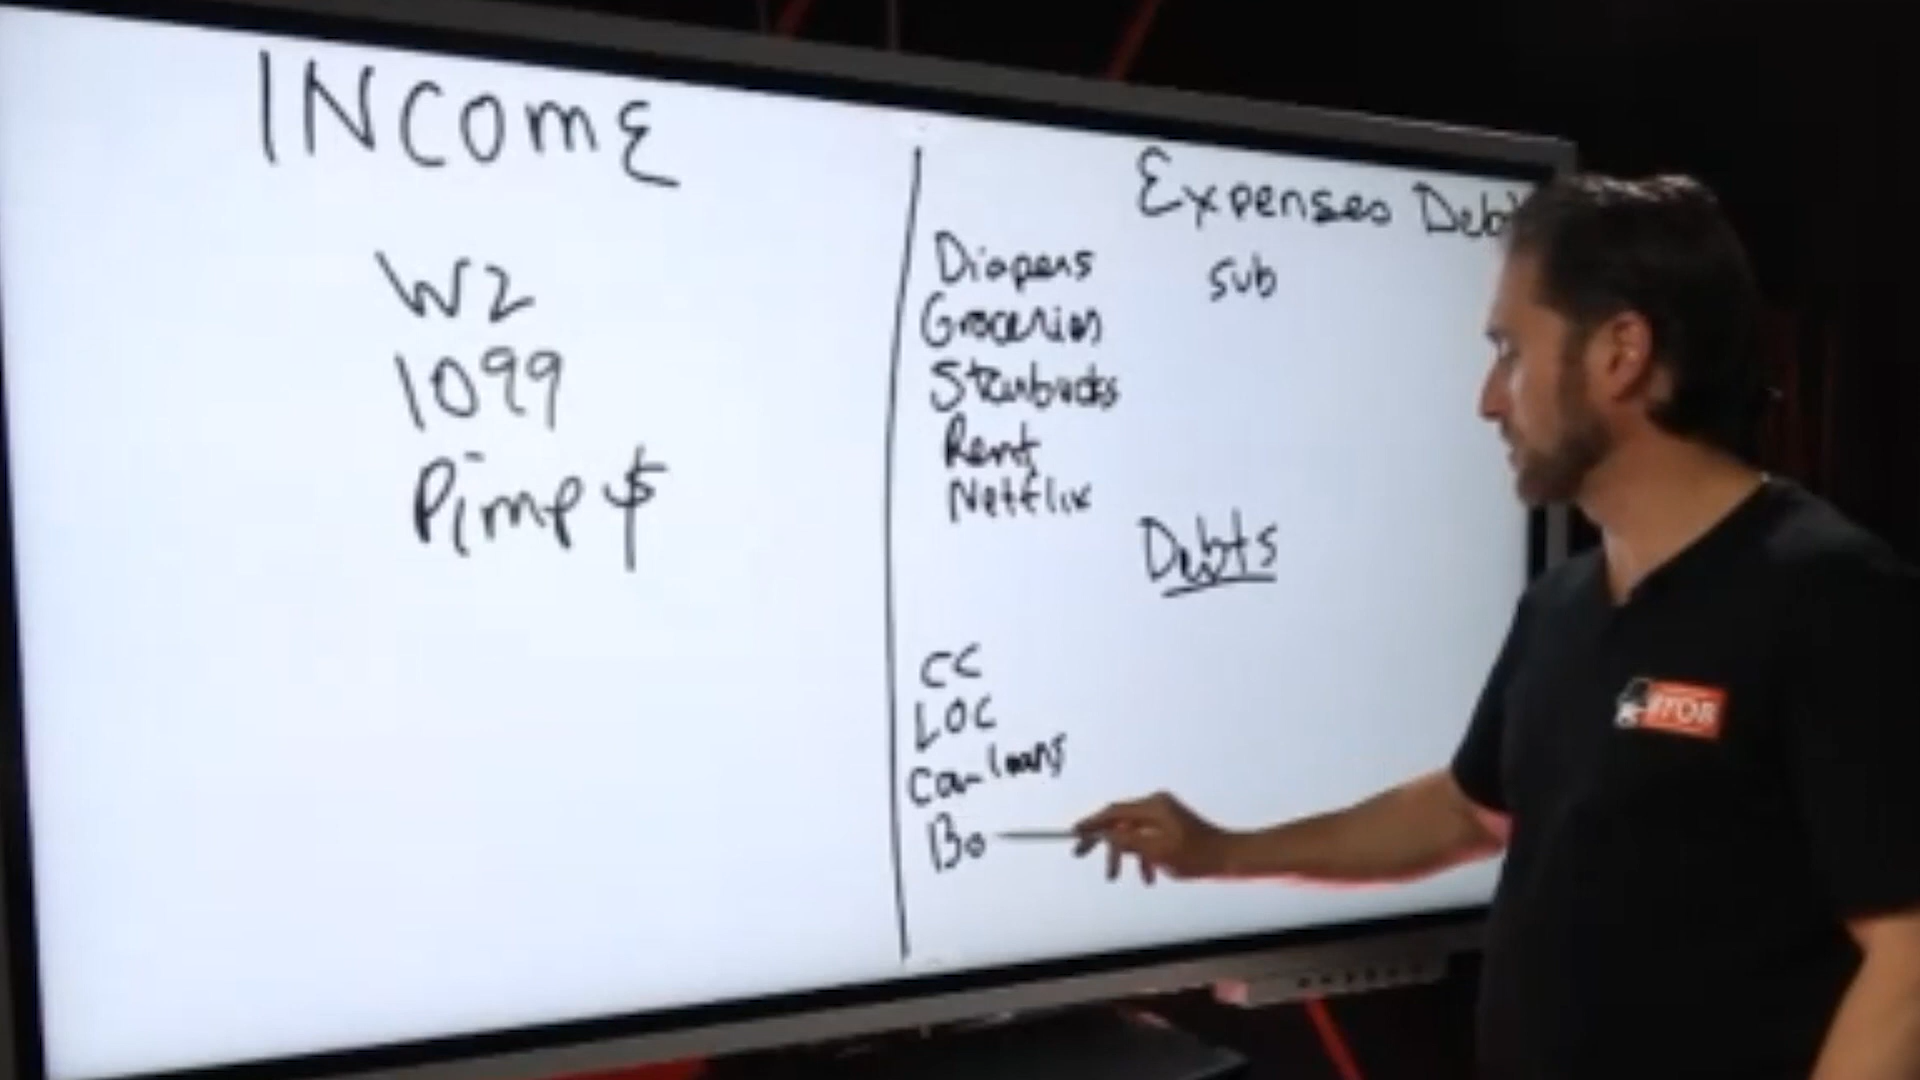 INCOME
W2
1099
Pimp $
Expenses Debt
Diapers sub
Groceries
Starbucks
Rent
Netflix
Debts
CC
LOC
Car loans
Bo